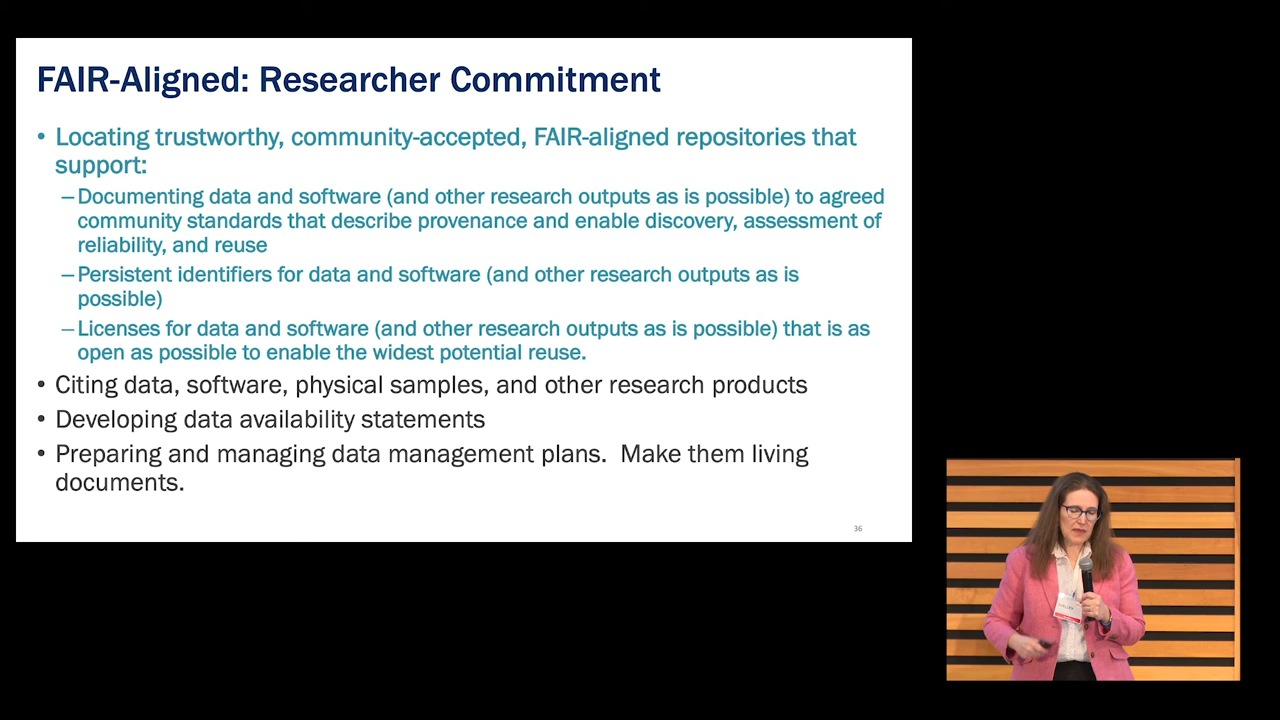 FAIR-Aligned: Researcher Commitment
• Locating trustworthy, community-accepted, FAIR-aligned repositories that
support:
–Documenting data and software (and other research outputs as is possible) to agreed
community standards that describe provenance and enable discovery, assessment of
reliability, and reuse
–Persistent identifiers for data and software (and other research outputs as is
possible)
–Licenses for data and software (and other research outputs as is possible) that is as
open as possible to enable the widest potential reuse.
• Citing data, software, physical samples, and other research products
• Developing data availability statements
• Preparing and managing data management plans.  Make them living
documents.
36